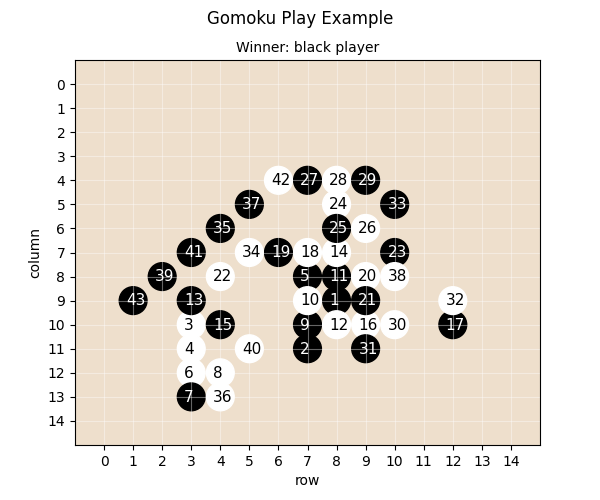 Gomoku Play Example
Winner: black player
0
1
2
3
4 42 27 28 29
5 37 24 33
6 35 25 26
7 41 34 19 18 14 23
column
8 39 22 5 11 20 38
9 43 13 10 1 21 32
10 3 15 9 12 16 30 17
11 4 40 2 31
12 6 8
13 7 36
14
0 1 2 3 4 5 6 7 8 9 10 11 12 13 14
row